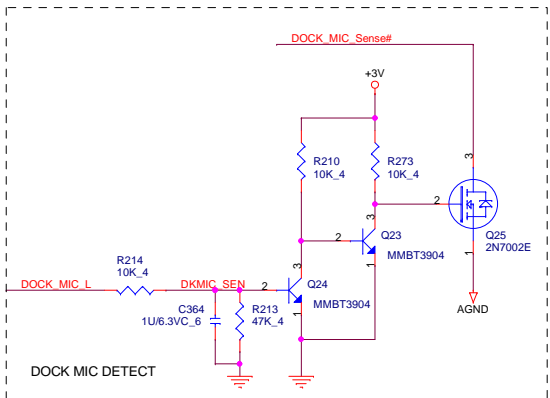 DOCK_MIC_Sense#
+3V
3
R210
10K_4
R273
10K_4
2
3
Q23
2
Q25
2N7002E
1
MMBT3904
R214
10K_4
3
DOCK_MIC_L
DKMIC_SEN
2
Q24
C364
1U/6.3VC_6
R213
47K_4
MMBT3904
1
1
AGND
DOCK MIC DETECT